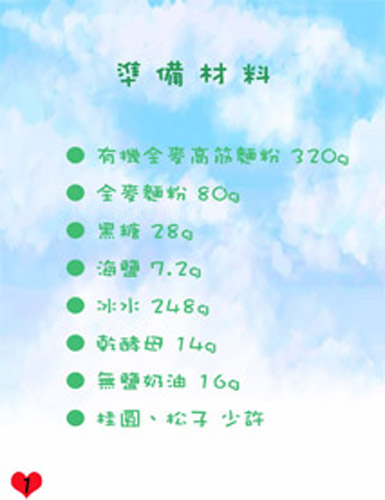 準備材料
● 有機全麥高筋麵粉 320g
● 全麥麵粉 80g
● 黑糖 28g
● 海鹽 7.2g
● 冰水 248g
● 乾酵母 14g
● 無鹽奶油 16g
● 桂圓、松子 少許
1